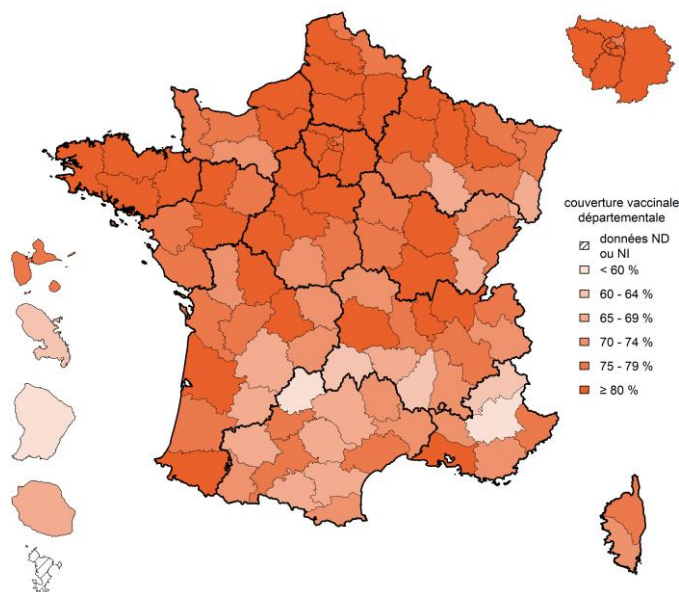 couverture vaccinale
départementale
données ND
ou NI
< 60 %
60 - 64 %
65 - 69 %
70 - 74 %
75 - 79 %
≥ 80 %